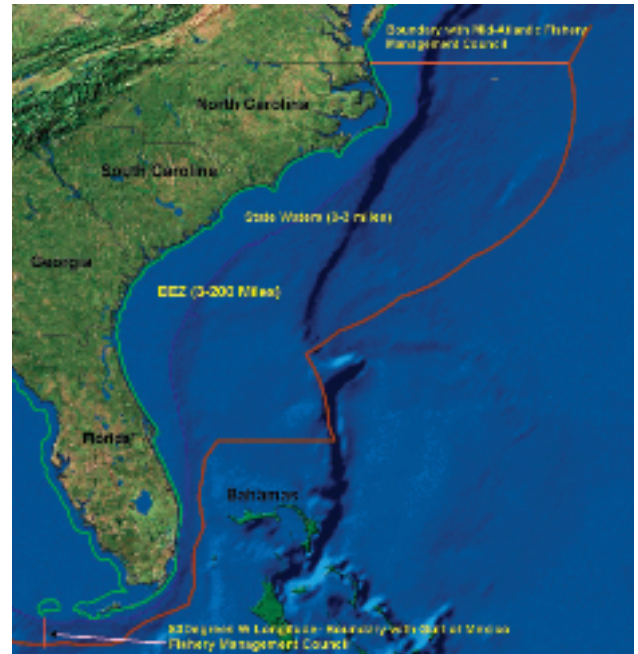 Boundary with Mid-Atlantic Fishery
Management Council
North Carolina
South Carolina
State Waters (0-3 miles)
Georgia
EEZ (3-200 Miles)
Florida
Bahamas
83 Degrees W Longitude- Boundary with Gulf of Mexico
Fishery Management Council